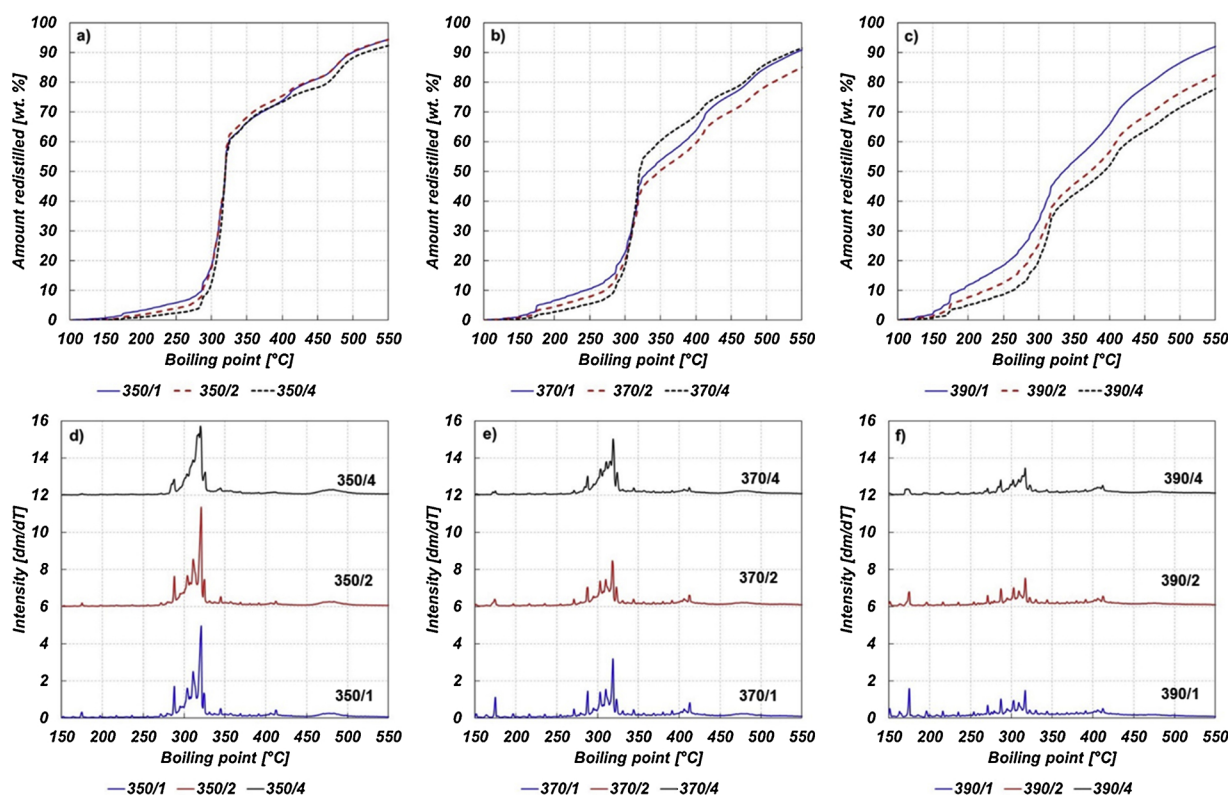 a)
Amount redistilled [wt. %]
100
90
80
70
60
50
40
30
20
10
0
100 150 200 250 300 350 400 450 500 550
Boiling point [°C]
350/1 350/2 350/4
b)
Amount redistilled [wt. %]
100
90
80
70
60
50
40
30
20
10
0
100 150 200 250 300 350 400 450 500 550
Boiling point [°C]
370/1 370/2 370/4
c)
Amount redistilled [wt. %]
100
90
80
70
60
50
40
30
20
10
0
100 150 200 250 300 350 400 450 500 550
Boiling point [°C]
390/1 390/2 390/4
d)
Intensity [dm/dT]
16
14
12
10
8
6
4
2
0
350/4
350/2
350/1
150 200 250 300 350 400 450 500 550
Boiling point [°C]
350/1 350/2 350/4
e)
Intensity [dm/dT]
16
14
12
10
8
6
4
2
0
370/4
370/2
370/1
150 200 250 300 350 400 450 500 550
Boiling point [°C]
370/1 370/2 370/4
f)
Intensity [dm/dT]
16
14
12
10
8
6
4
2
0
390/4
390/2
390/1
150 200 250 300 350 400 450 500 550
Boiling point [°C]
390/1 390/2 390/4